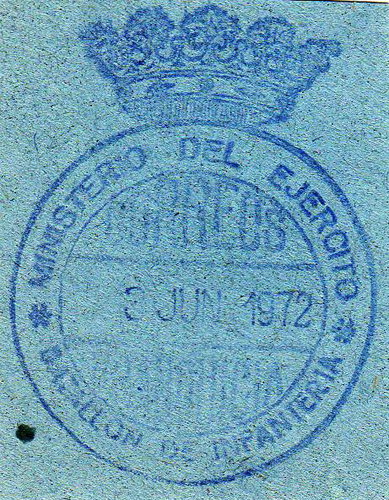 MINISTERIO DEL EJERCITO
CORREOS
3 JUN. 1972
BATALLON DE INFANTERIA